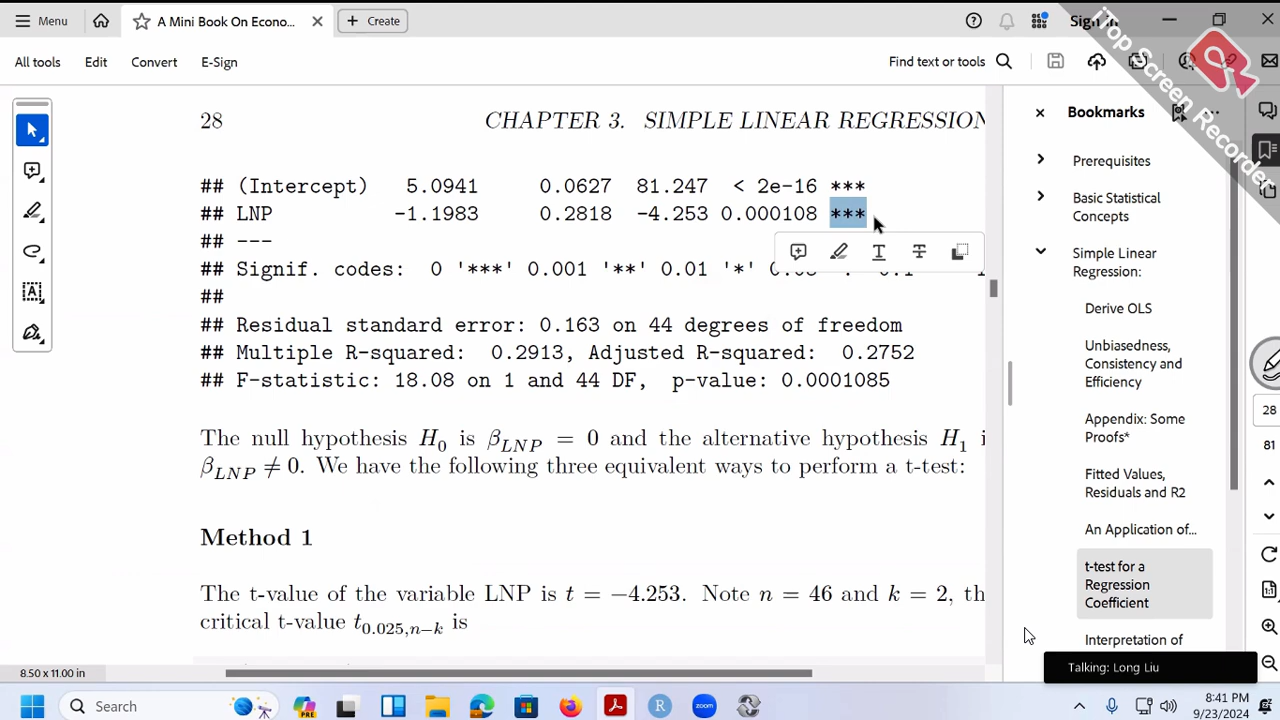 Menu
A Mini Book On Econo...
Create
Sign in
iTop Screen Recorder
All tools
Edit
Convert
E-Sign
Find text or tools
28
CHAPTER 3. SIMPLE LINEAR REGRESSION
## (Intercept) 5.0941 0.0627 81.247 < 2e-16 ***
## LNP -1.1983 0.2818 -4.253 0.000108 ***
## ---
## Signif. codes: 0 '***' 0.001 '**' 0.01 '*'
##
## Residual standard error: 0.163 on 44 degrees of freedom
## Multiple R-squared: 0.2913, Adjusted R-squared: 0.2752
## F-statistic: 18.08 on 1 and 44 DF, p-value: 0.0001085
The null hypothesis H0 is βLNP = 0 and the alternative hypothesis H1 i
βLNP ≠ 0. We have the following three equivalent ways to perform a t-test:
Method 1
The t-value of the variable LNP is t = −4.253. Note n = 46 and k = 2, th
critical t-value t0.025,n−k is
8.50 x 11.00 in
Bookmarks
Prerequisites
Basic Statistical
Concepts
Simple Linear
Regression:
Derive OLS
Unbiasedness,
Consistency and
Efficiency
Appendix: Some
Proofs*
Fitted Values,
Residuals and R2
An Application of...
t-test for a
Regression
Coefficient
Interpretation of
28
81
Talking: Long Liu
Search
PRE
zoom
8:41 PM
9/23/2024